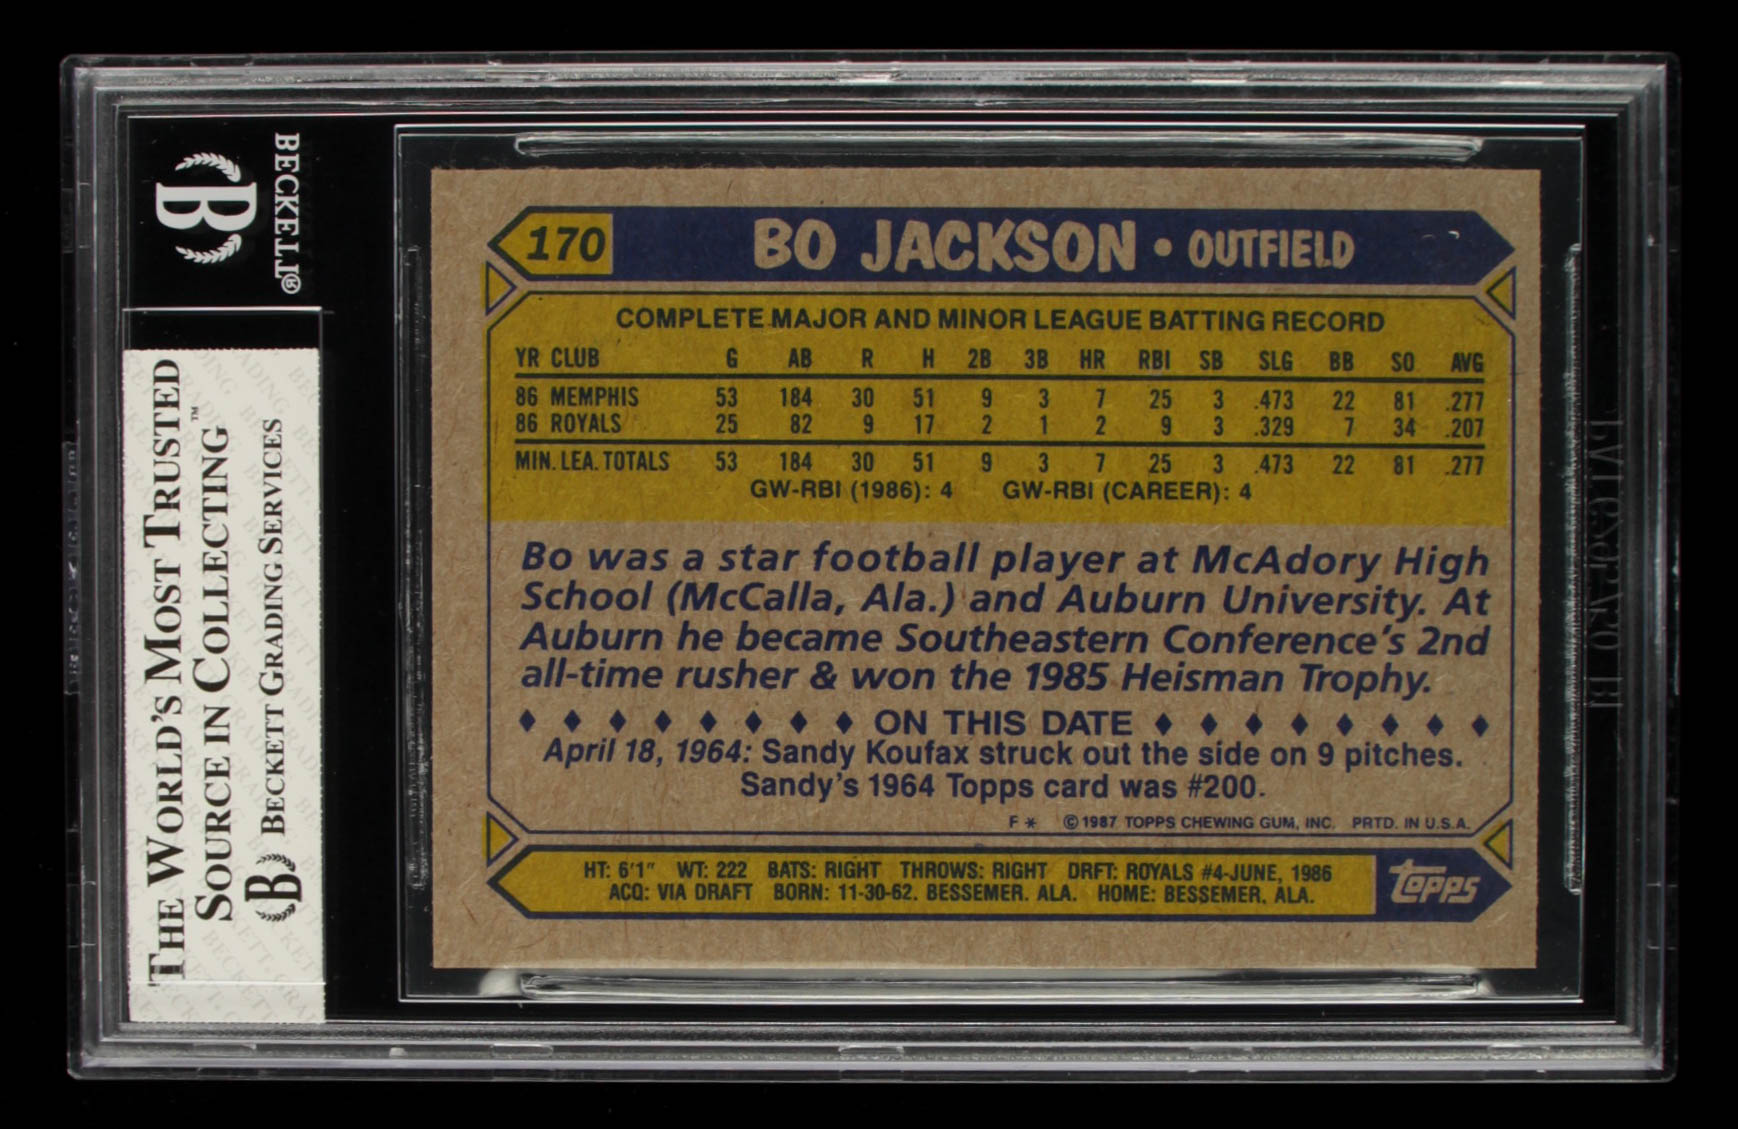 BECKETT®
B
THE WORLD'S MOST TRUSTED
SOURCE IN COLLECTING™
B BECKETT GRADING SERVICES
170 BO JACKSON • OUTFIELD
COMPLETE MAJOR AND MINOR LEAGUE BATTING RECORD
YR CLUB G AB R H 2B 3B HR RBI SB SLG BB SO AVG
86 MEMPHIS 53 184 30 51 9 3 7 25 3 .473 22 81 .277
86 ROYALS 25 82 9 17 2 1 2 9 3 .329 7 34 .207
MIN. LEA. TOTALS 53 184 30 51 9 3 7 25 3 .473 22 81 .277
GW-RBI (1986): 4 GW-RBI (CAREER): 4
Bo was a star football player at McAdory High
School (McCalla, Ala.) and Auburn University. At
Auburn he became Southeastern Conference's 2nd
all-time rusher & won the 1985 Heisman Trophy.
♦ ♦ ♦ ♦ ♦ ♦ ♦ ♦ ON THIS DATE ♦ ♦ ♦ ♦ ♦ ♦ ♦ ♦
April 18, 1964: Sandy Koufax struck out the side on 9 pitches.
Sandy's 1964 Topps card was #200.
F * © 1987 TOPPS CHEWING GUM, INC. PRTD. IN U.S.A.
HT: 6'1" WT: 222 BATS: RIGHT THROWS: RIGHT DRFT: ROYALS #4-JUNE, 1986
ACQ: VIA DRAFT BORN: 11-30-62, BESSEMER, ALA. HOME: BESSEMER, ALA.
topps